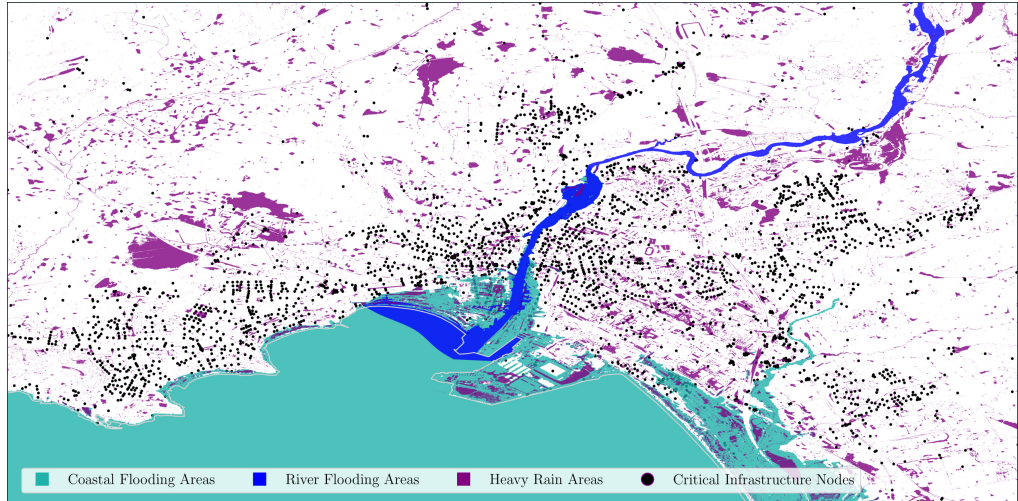 Coastal Flooding Areas
River Flooding Areas
Heavy Rain Areas
Critical Infrastructure Nodes